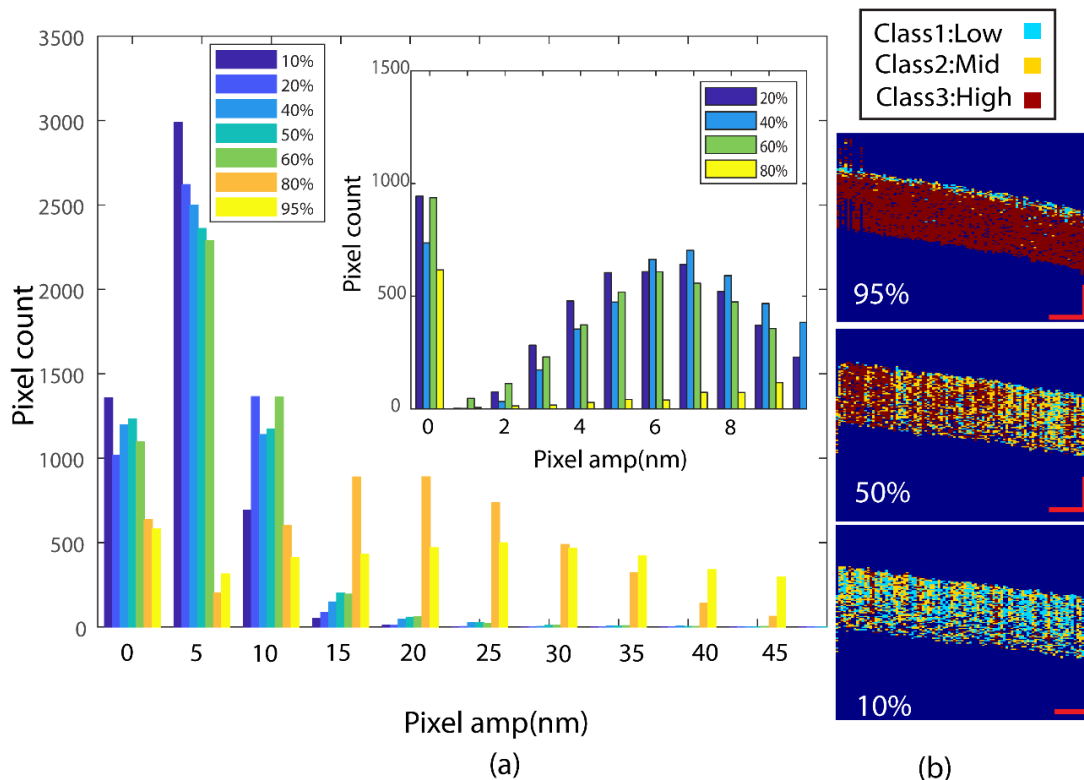 3500
3000
2500
2000
1500
1000
500
0
Pixel count
0 5 10 15 20 25 30 35 40 45
Pixel amp(nm)
(a)
10%
20%
40%
50%
60%
80%
95%
1500
1000
500
0
Pixel count
0 2 4 6 8
Pixel amp(nm)
20%
40%
60%
80%
Class1:Low
Class2:Mid
Class3:High
95%
50%
10%
(b)